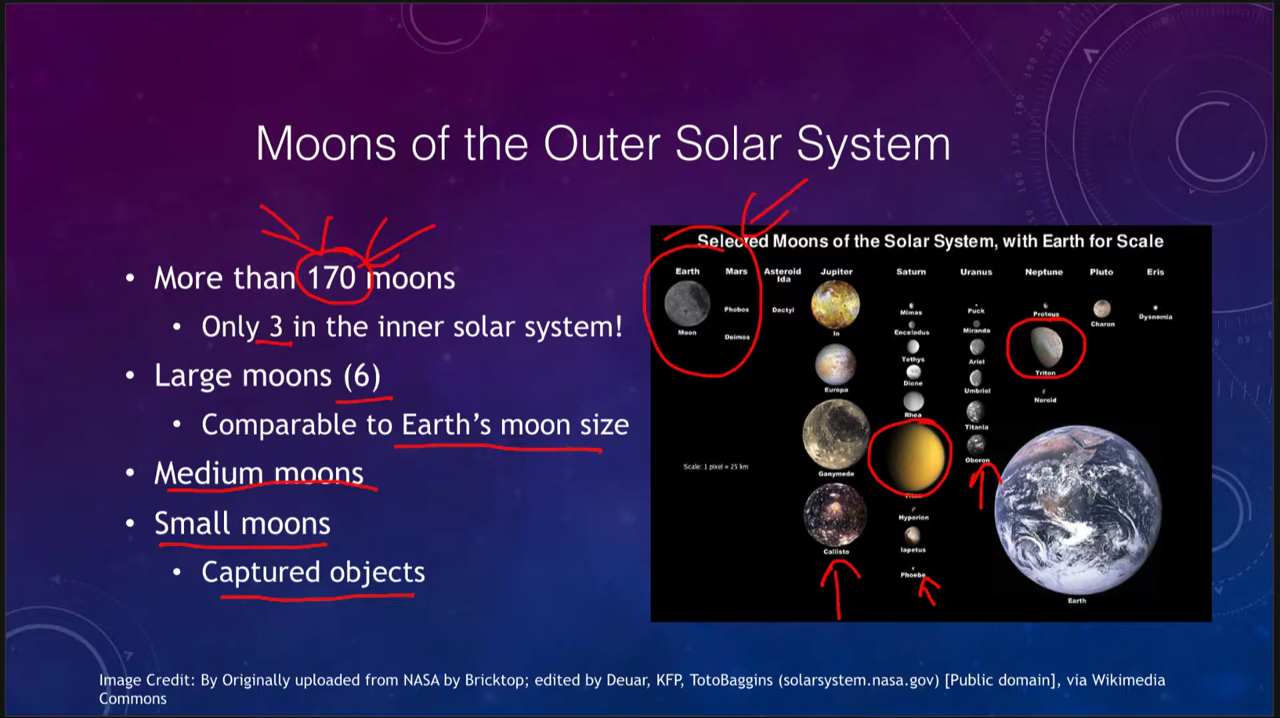 Moons of the Outer Solar System
• More than 170 moons
• Only 3 in the inner solar system!
• Large moons (6)
• Comparable to Earth’s moon size
• Medium moons
• Small moons
• Captured objects
Selected Moons of the Solar System, with Earth for Scale
Earth Mars Asteroid Ida Jupiter Saturn Uranus Neptune Pluto Eris
Moon
Phobos
Deimos
Dactyl
Io
Europa
Ganymede
Callisto
Mimas
Enceladus
Tethys
Dione
Rhea
Titan
Hyperion
Iapetus
Phoebe
Puck
Miranda
Ariel
Umbriel
Titania
Oberon
Proteus
Triton
Nereid
Charon
Dysnomia
Scale: 1 pixel = 25 km
Earth
Image Credit: By Originally uploaded from NASA by Bricktop; edited by Deuar, KFP, TotoBaggins (solarsystem.nasa.gov) [Public domain], via Wikimedia
Commons